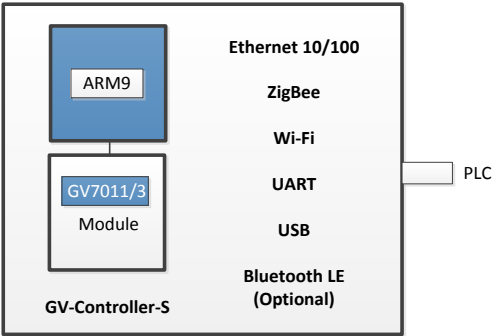 ARM9
GV7011/3
Module
GV-Controller-S
Ethernet 10/100
ZigBee
Wi-Fi
UART
USB
Bluetooth LE
(Optional)
PLC